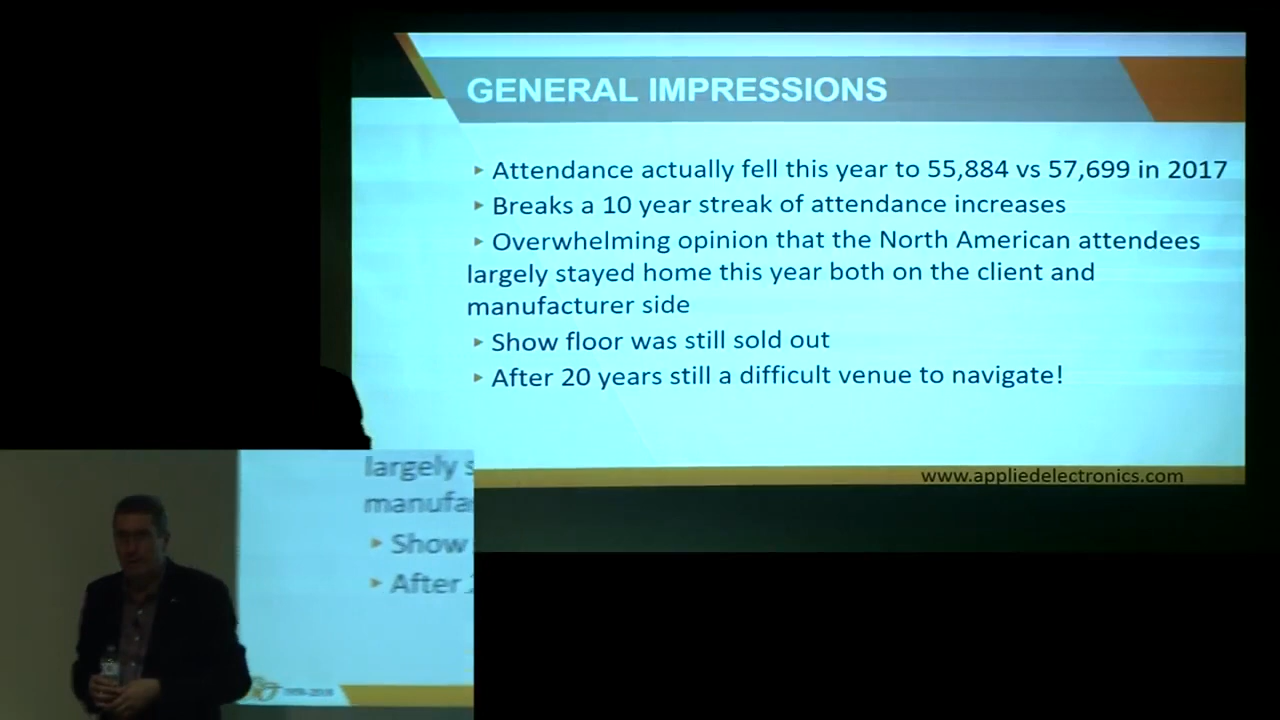 GENERAL IMPRESSIONS
▸ Attendance actually fell this year to 55,884 vs 57,699 in 2017
▸ Breaks a 10 year streak of attendance increases
▸ Overwhelming opinion that the North American attendees
largely stayed home this year both on the client and
manufacturer side
▸ Show floor was still sold out
▸ After 20 years still a difficult venue to navigate!
www.appliedelectronics.com
largely s
manufa
▸ Show
▸ After